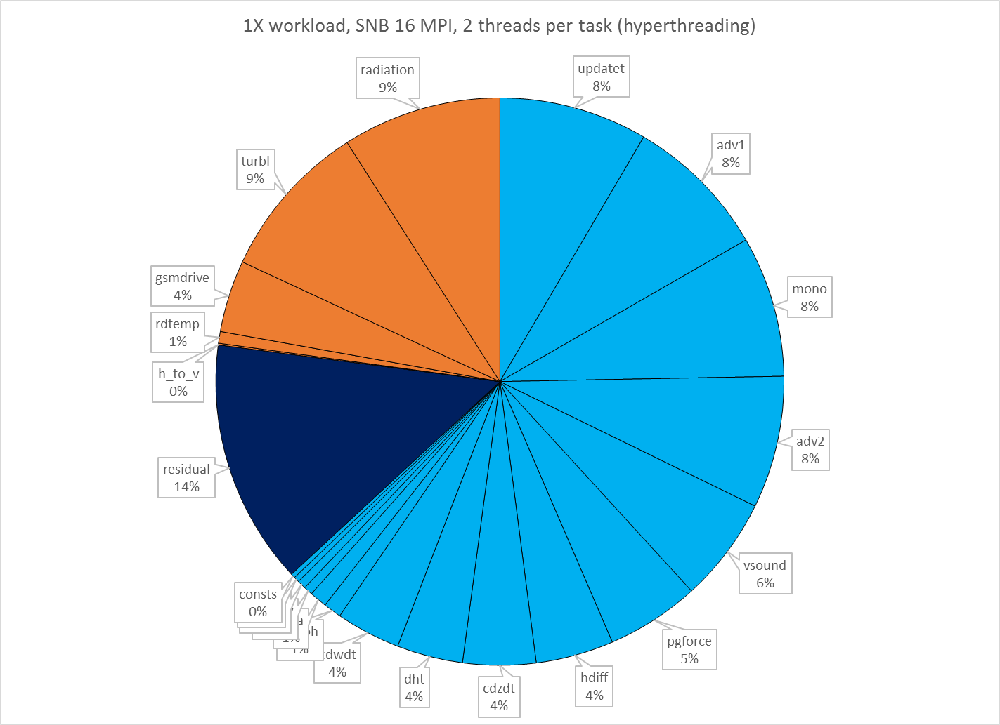 1X workload, SNB 16 MPI, 2 threads per task (hyperthreading)
radiation
9%
updatet
8%
adv1
8%
turbl
9%
mono
8%
gsmdrive
4%
rdtemp
1%
h_to_v
0%
adv2
8%
residual
14%
vsound
6%
consts
0%
1%
1%
pgforce
5%
4%
dht
4%
cdzdt
4%
hdiff
4%